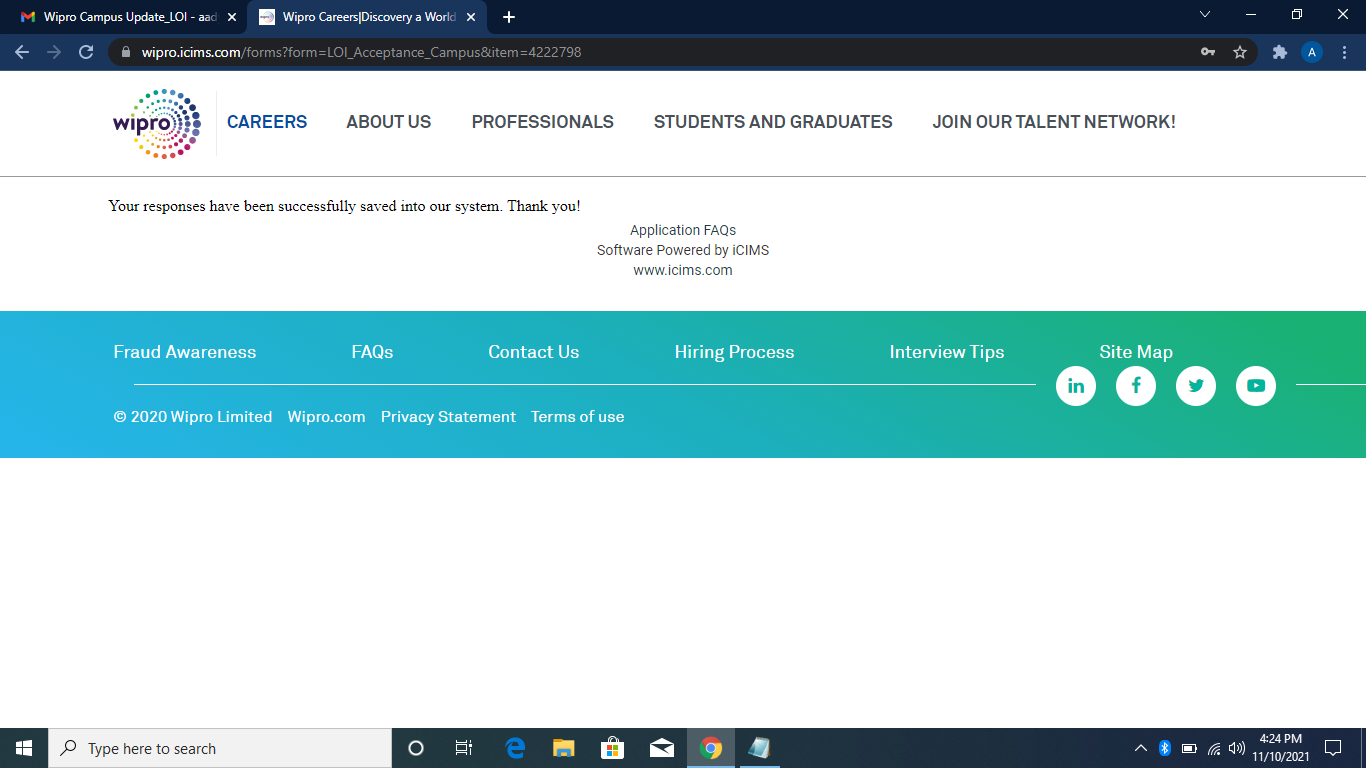 Wipro Campus Update_LOI - aad
Wipro Careers|Discovery a World
wipro.icims.com/forms?form=LOI_Acceptance_Campus&item=4222798
A
wipro
CAREERS
ABOUT US
PROFESSIONALS
STUDENTS AND GRADUATES
JOIN OUR TALENT NETWORK!
Your responses have been successfully saved into our system. Thank you!
Application FAQs
Software Powered by iCIMS
www.icims.com
Fraud Awareness
FAQs
Contact Us
Hiring Process
Interview Tips
Site Map
© 2020 Wipro Limited
Wipro.com
Privacy Statement
Terms of use
Type here to search
4:24 PM
11/10/2021